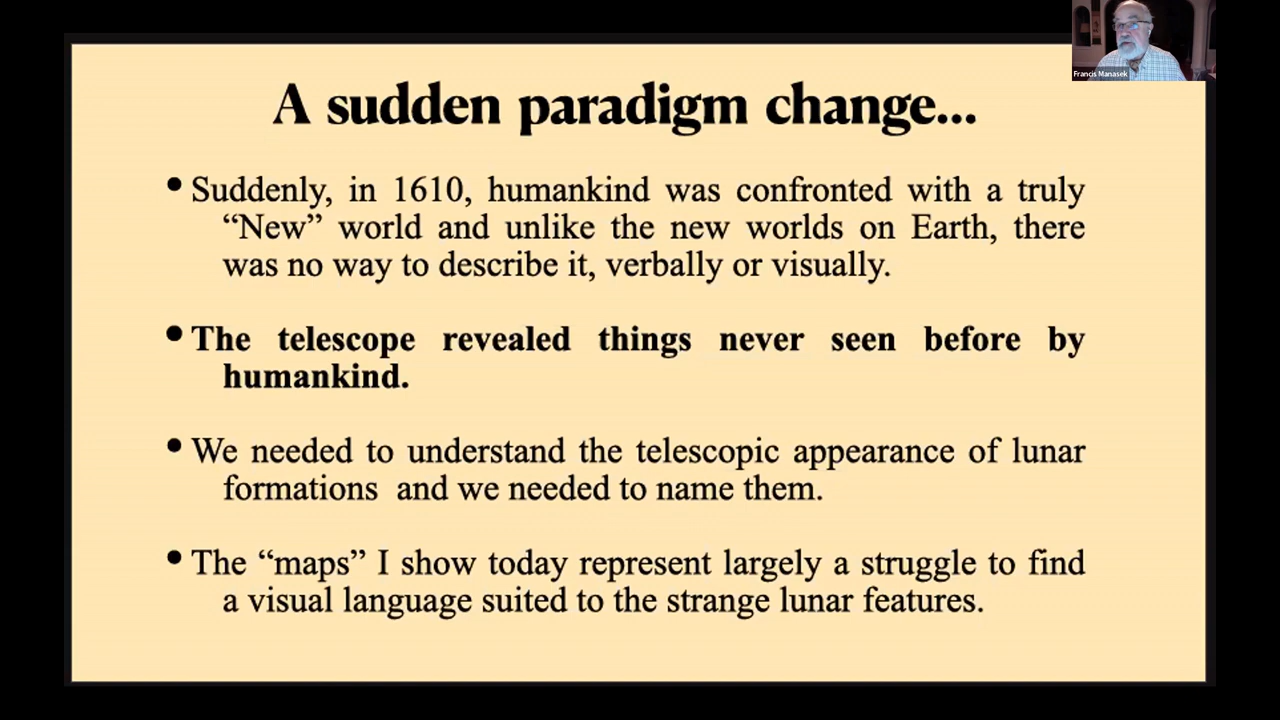 Francis Manasek
A sudden paradigm change...
• Suddenly, in 1610, humankind was confronted with a truly
“New” world and unlike the new worlds on Earth, there
was no way to describe it, verbally or visually.
• The telescope revealed things never seen before by
humankind.
• We needed to understand the telescopic appearance of lunar
formations and we needed to name them.
• The “maps” I show today represent largely a struggle to find
a visual language suited to the strange lunar features.